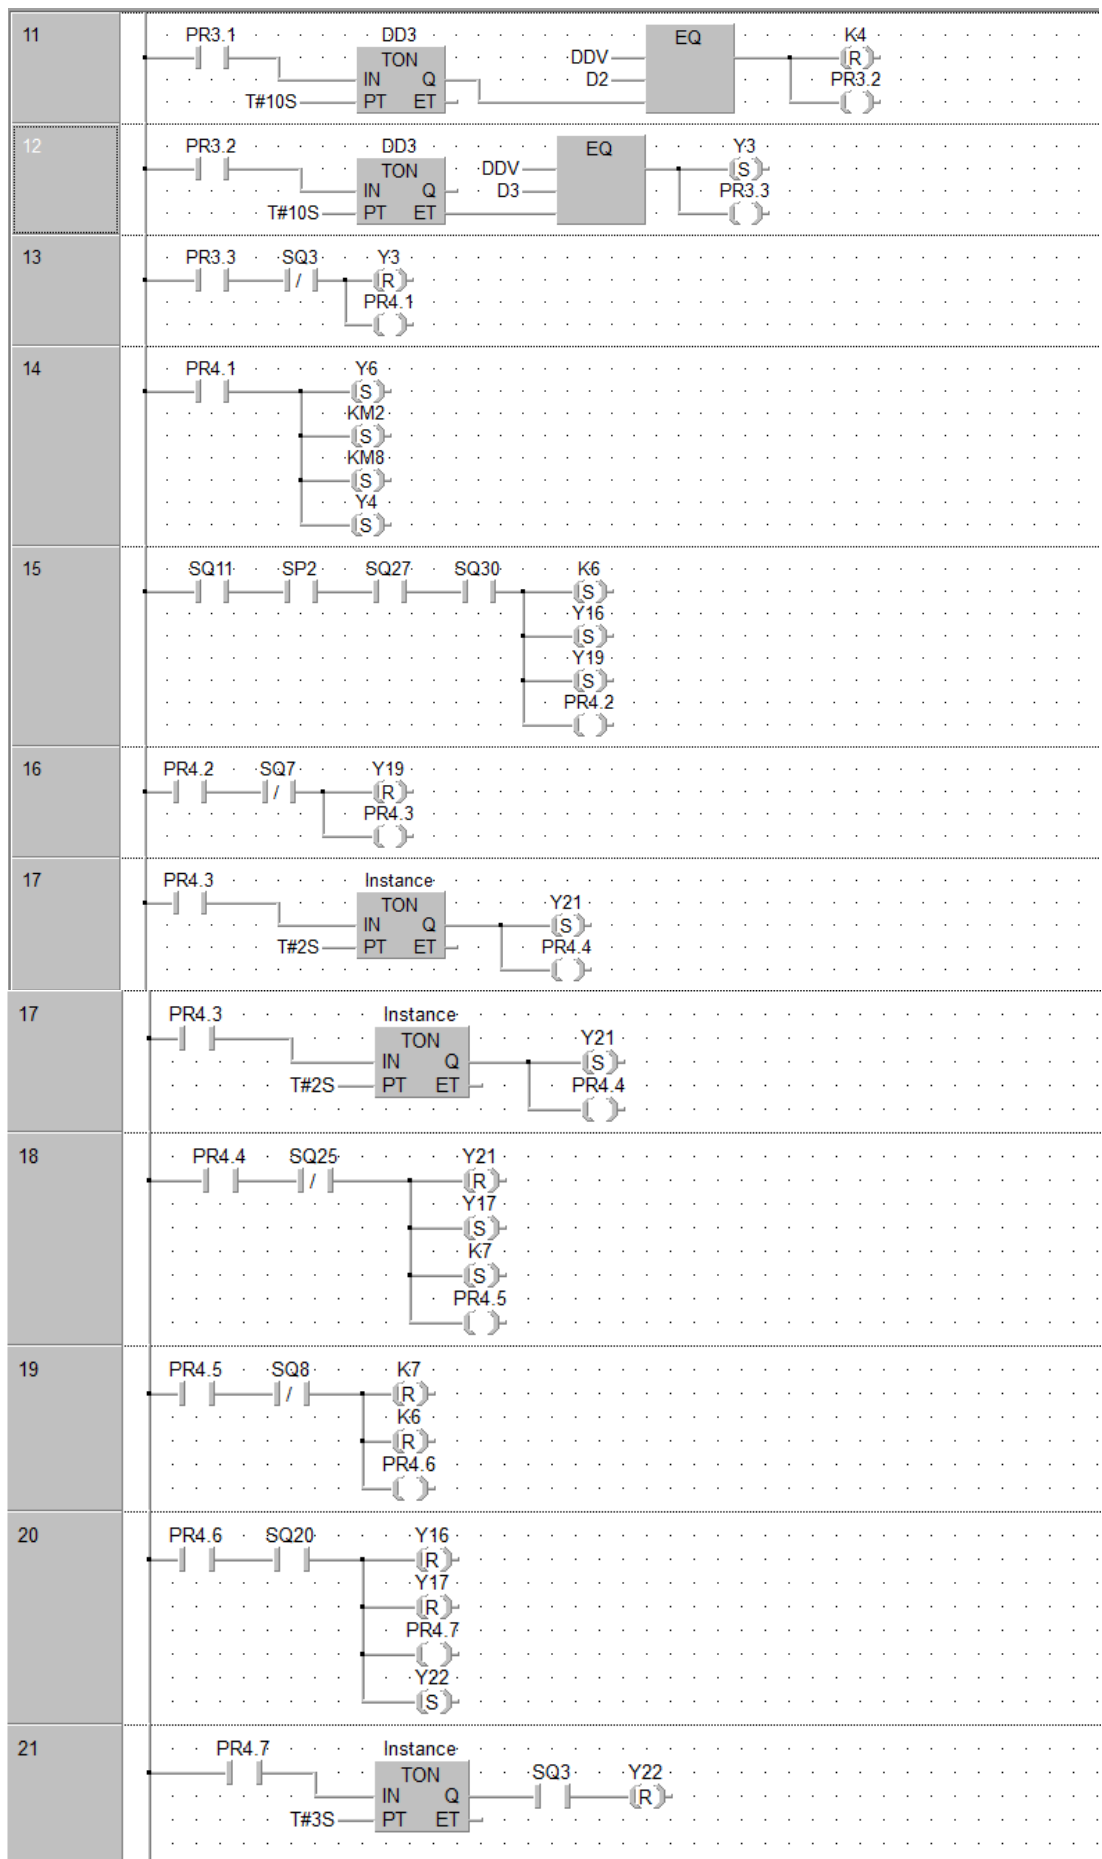 11
PR3.1 DD3 EQ K4
TON DDV (R)
IN Q D2 PR3.2
T#10S PT ET ( )
12
PR3.2 DD3 EQ Y3
TON DDV (S)
IN Q D3 PR3.3
T#10S PT ET ( )
13
PR3.3 SQ3 Y3
/ (R)
PR4.1
( )
14
PR4.1 Y6
(S)
KM2
(S)
KM8
(S)
Y4
(S)
15
SQ11 SP2 SQ27 SQ30 K6
(S)
Y16
(S)
Y19
(S)
PR4.2
( )
16
PR4.2 SQ7 Y19
/ (R)
PR4.3
( )
17
PR4.3 Instance
TON Y21
IN Q (S)
T#2S PT ET PR4.4
( )
17
PR4.3 Instance
TON Y21
IN Q (S)
T#2S PT ET PR4.4
( )
18
PR4.4 SQ25 Y21
/ (R)
Y17
(S)
K7
(S)
PR4.5
( )
19
PR4.5 SQ8 K7
/ (R)
K6
(R)
PR4.6
( )
20
PR4.6 SQ20 Y16
(R)
Y17
(R)
PR4.7
( )
Y22
(S)
21
PR4.7 Instance
TON SQ3 Y22
IN Q (R)
T#3S PT ET